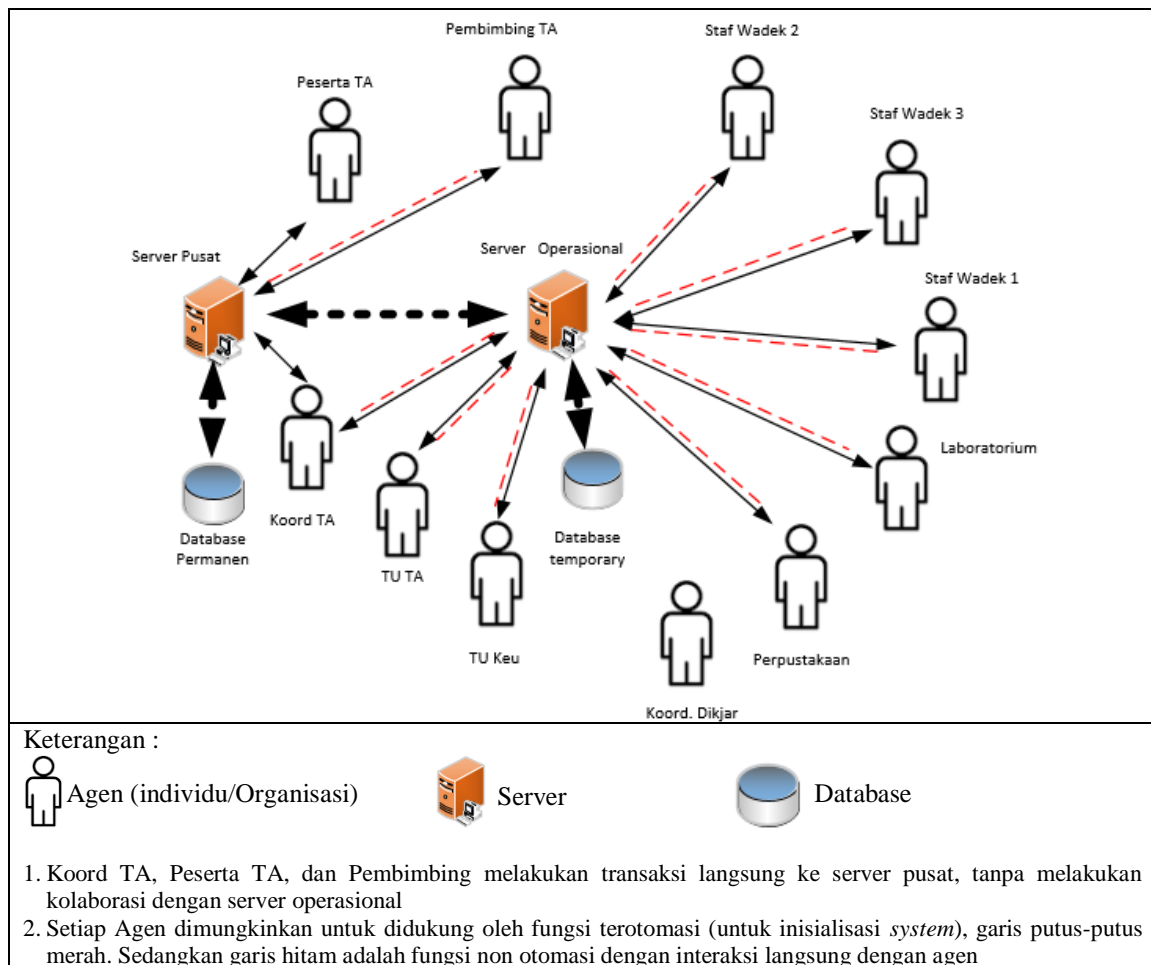 Pembimbing TA
Staf Wadek 2
Peserta TA
Staf Wadek 3
Server Pusat
Server Operasional
Staf Wadek 1
Laboratorium
Koord TA
Database
Permanen
TU TA
Database
temporary
TU Keu
Perpustakaan
Koord. Dikjar
Keterangan :
Agen (individu/Organisasi)
Server
Database
1. Koord TA, Peserta TA, dan Pembimbing melakukan transaksi langsung ke server pusat, tanpa melakukan
kolaborasi dengan server operasional
2. Setiap Agen dimungkinkan untuk didukung oleh fungsi terotomasi (untuk inisialisasi system), garis putus-putus
merah. Sedangkan garis hitam adalah fungsi non otomasi dengan interaksi langsung dengan agen